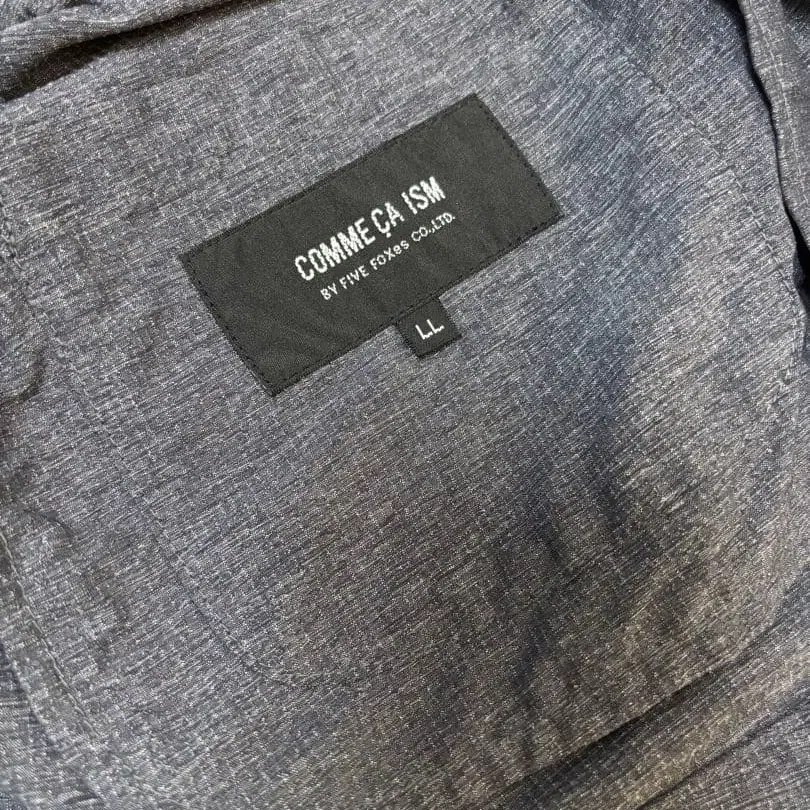 COMME ÇA ISM
BY FIVE FOXes CO.,LTD.
LL